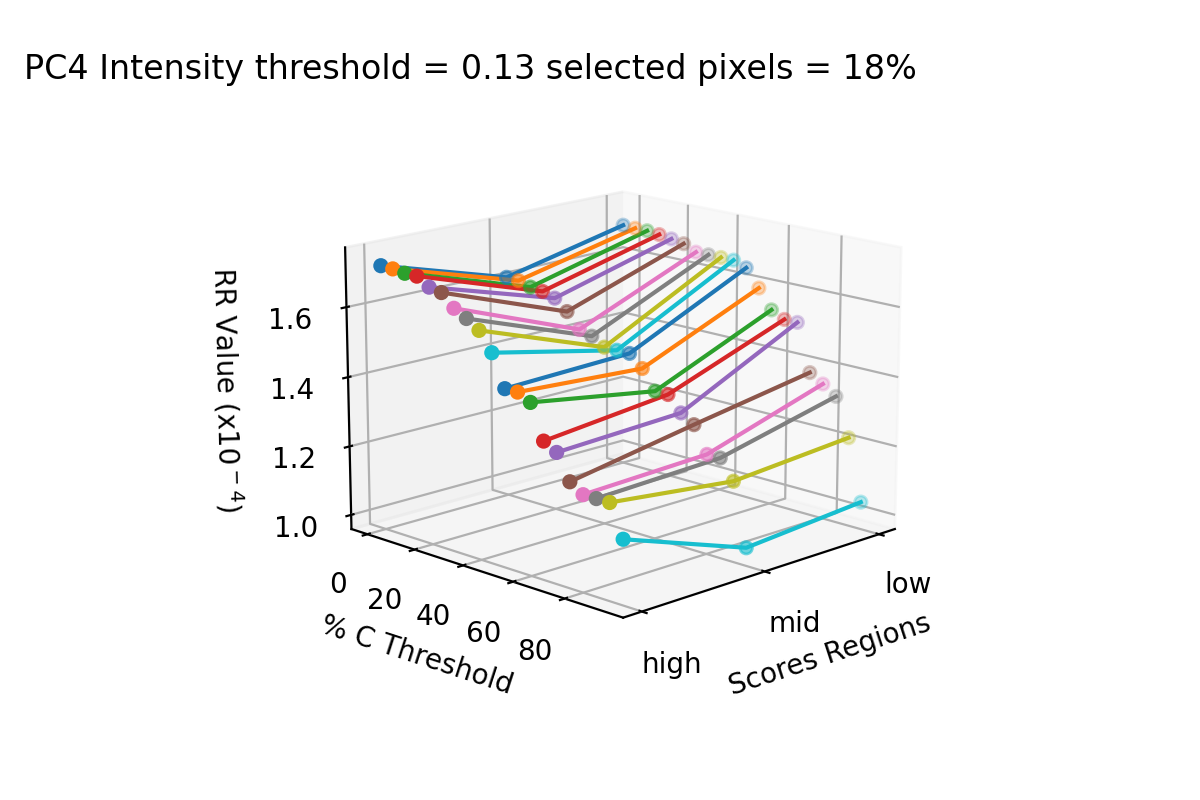 PC4 Intensity threshold = 0.13 selected pixels = 18%
RR Value (x10⁻⁴)
1.6
1.4
1.2
1.0
0
20
40
60
80
% C Threshold
high
mid
low
Scores Regions